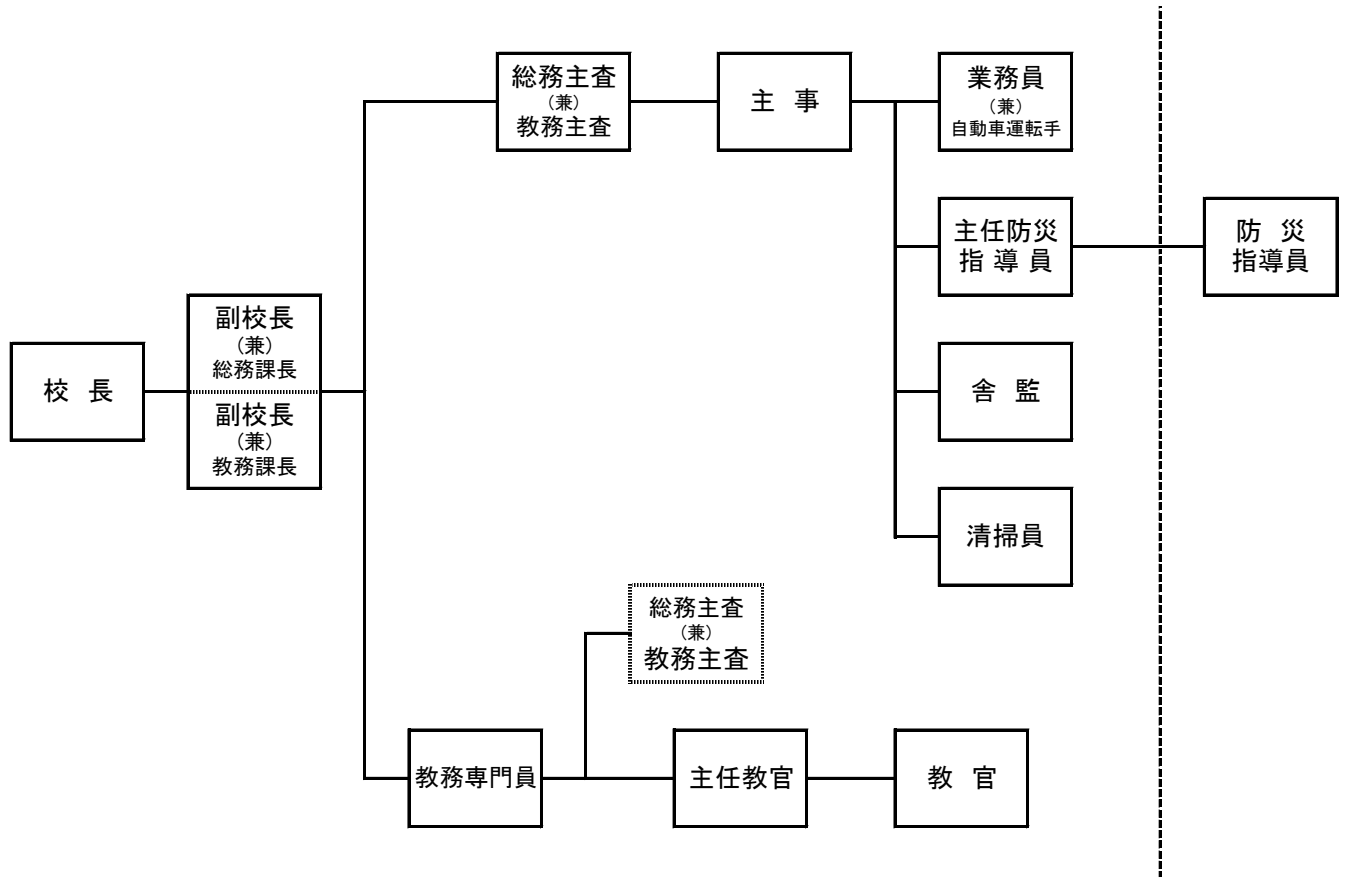 総務主査
（兼）
教務主査
主 事
業務員
（兼）
自動車運転手
主任防災
指 導 員
防 災
指導員
副校長
（兼）
総務課長
校 長
副校長
（兼）
教務課長
舎 監
清掃員
総務主査
（兼）
教務主査
教務専門員
主任教官
教 官